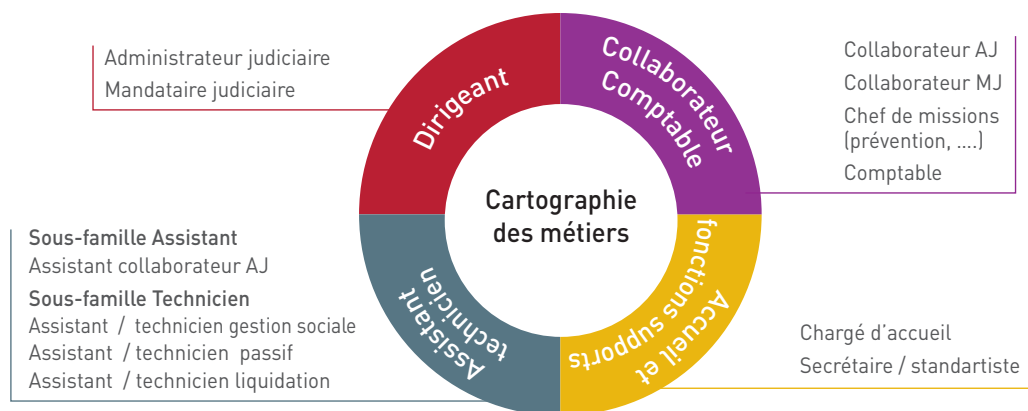 Administrateur judiciaire
Mandataire judiciaire
Dirigeant
Collaborateur
Comptable
Collaborateur AJ
Collaborateur MJ
Chef de missions
(prévention, ....)
Comptable
Cartographie
des métiers
Sous-famille Assistant
Assistant collaborateur AJ
Sous-famille Technicien
Assistant / technicien gestion sociale
Assistant / technicien passif
Assistant / technicien liquidation
Assistant
technicien
Accueil et
fonctions supports
Chargé d'accueil
Secrétaire / standartiste